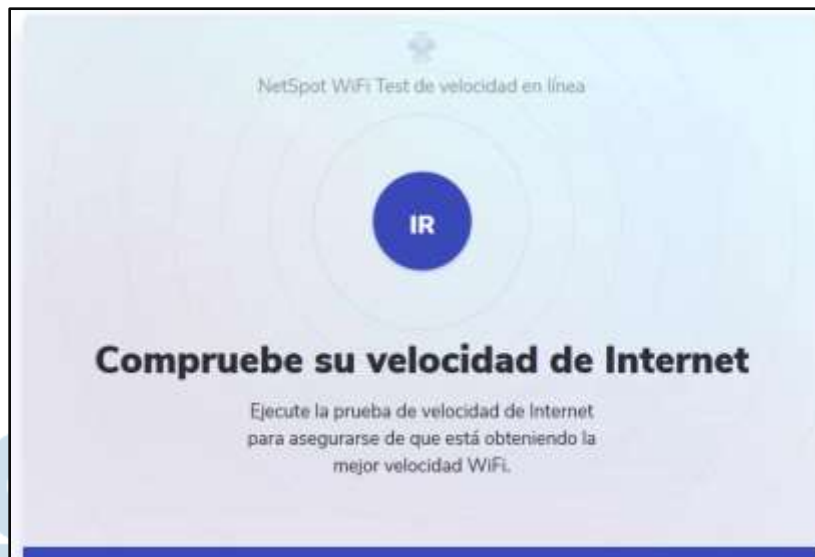 NetSpot WiFi Test de velocidad en línea
IR
Compruebe su velocidad de Internet
Ejecute la prueba de velocidad de Internet
para asegurarse de que está obteniendo la
mejor velocidad WiFi.